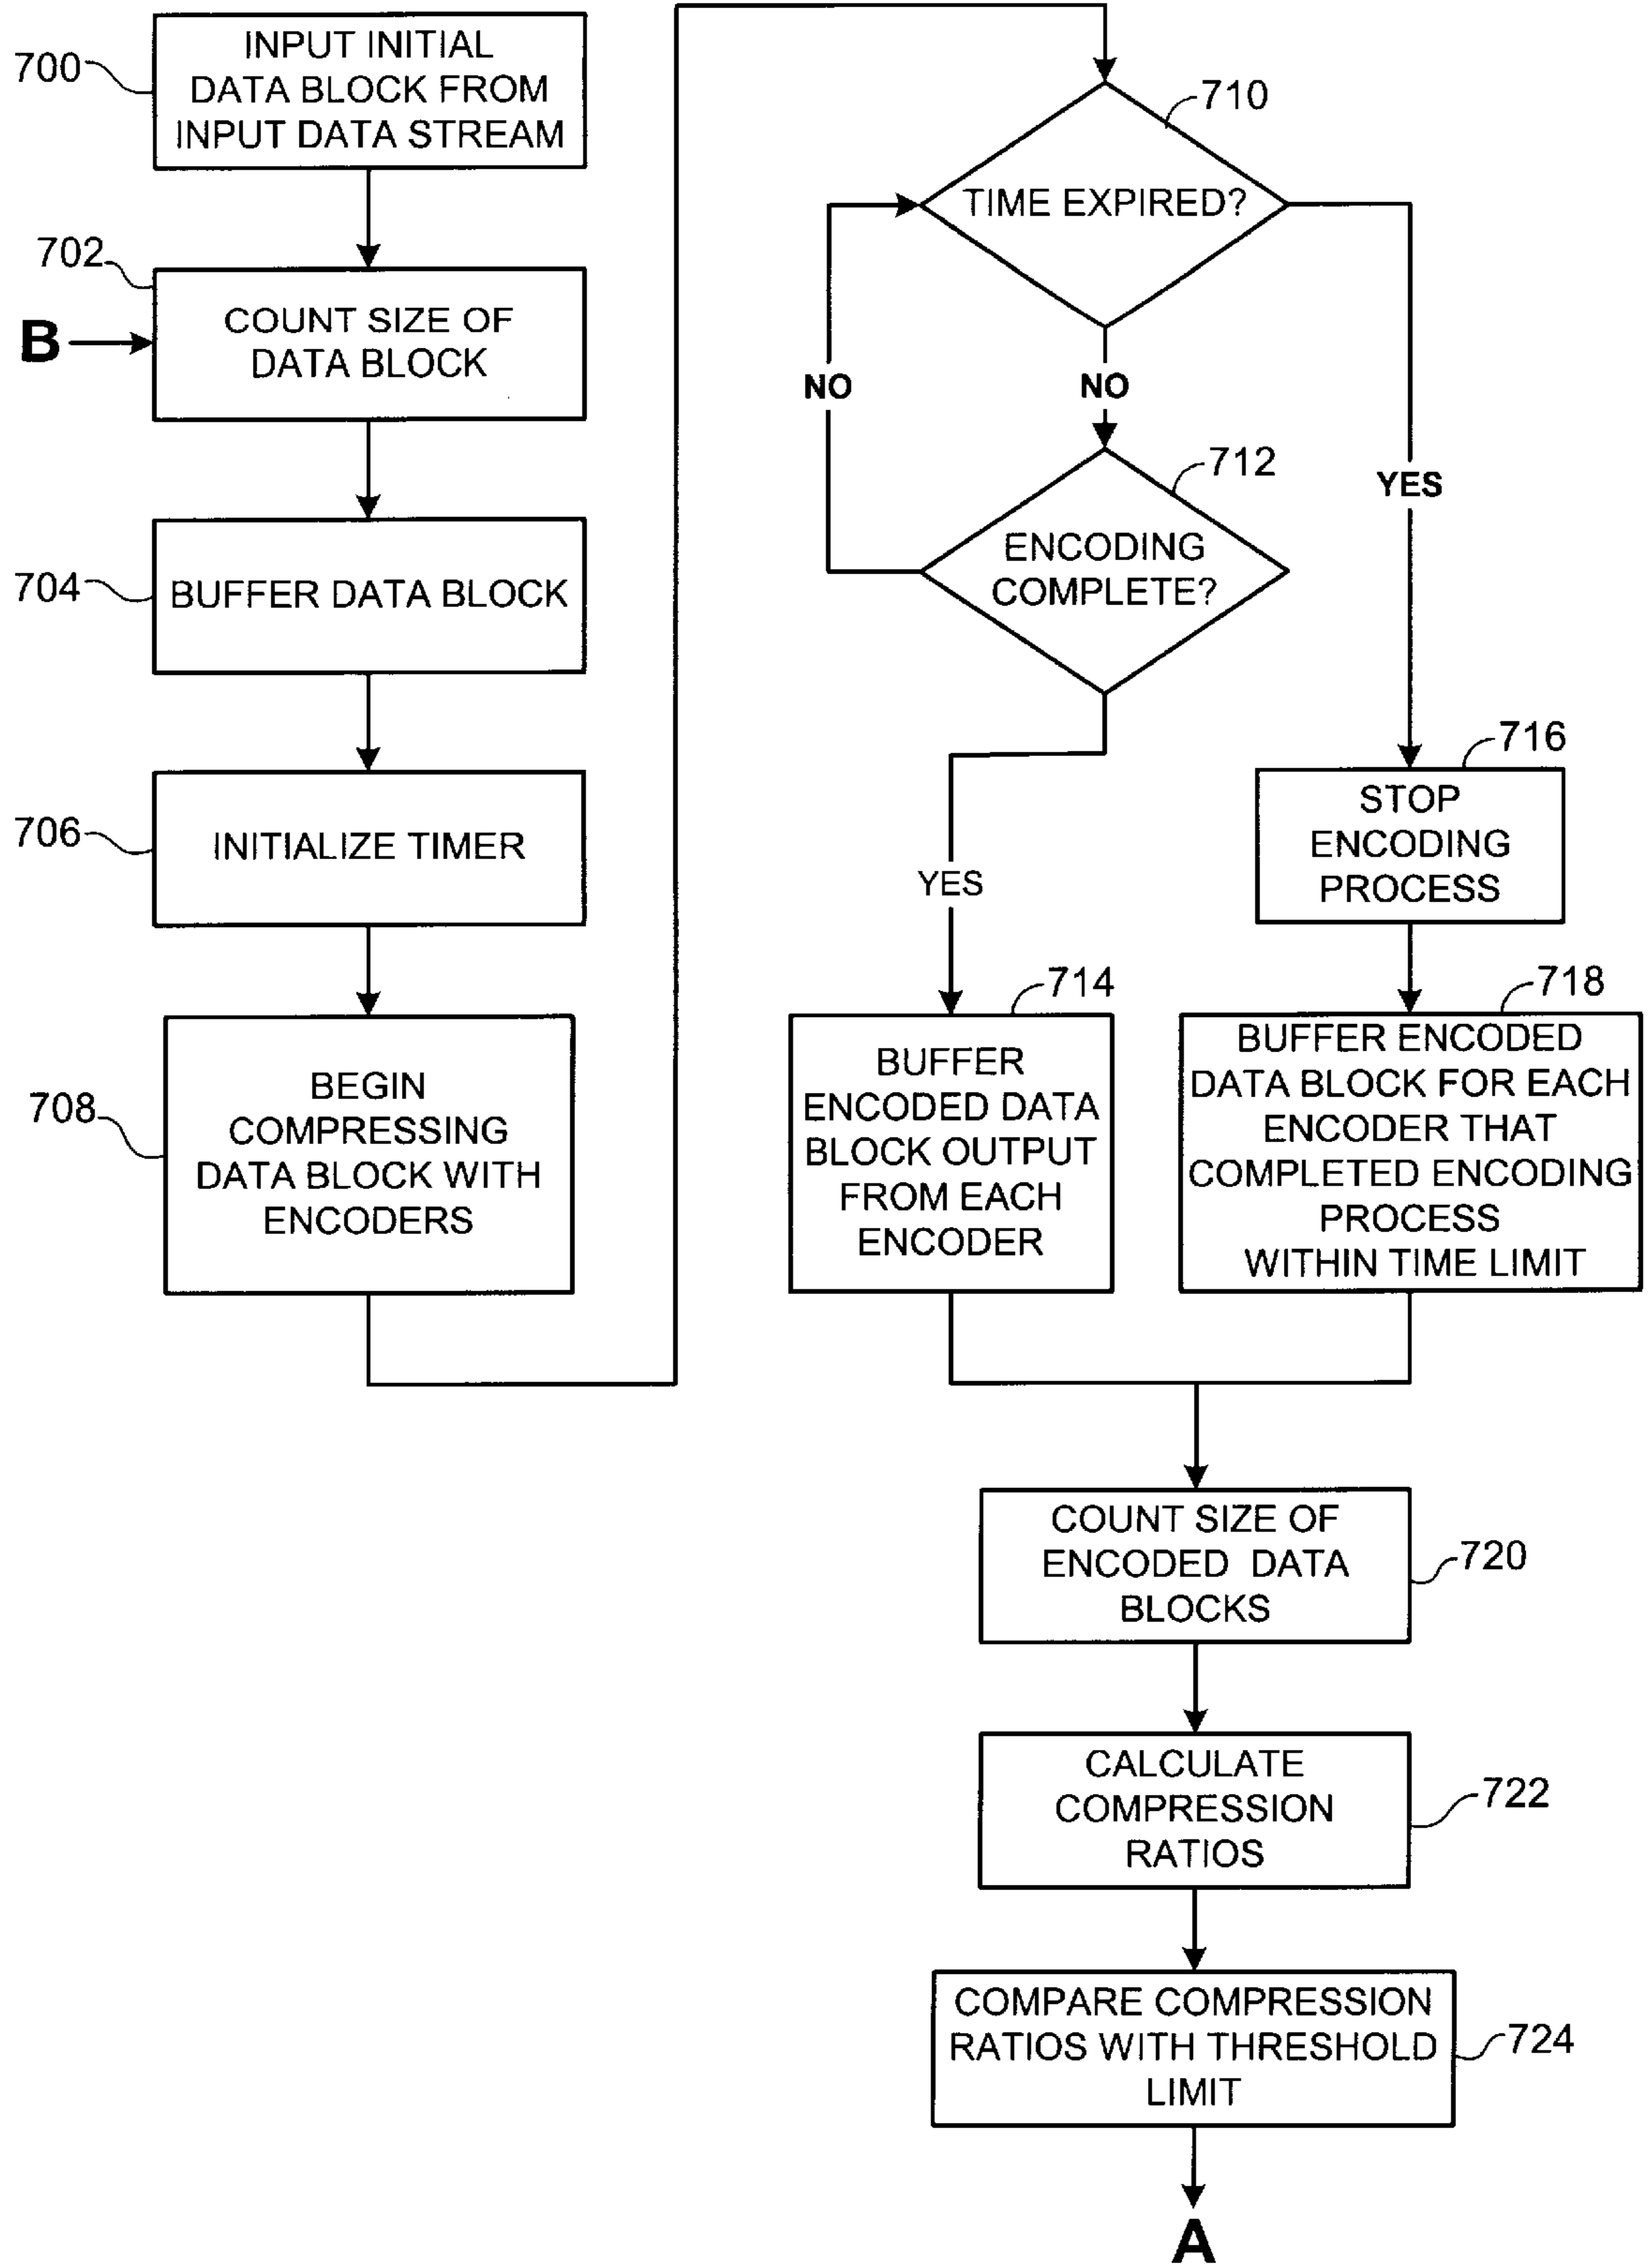 700
INPUT INITIAL
DATA BLOCK FROM
INPUT DATA STREAM
702
B
COUNT SIZE OF
DATA BLOCK
704
BUFFER DATA BLOCK
706
INITIALIZE TIMER
708
BEGIN
COMPRESSING
DATA BLOCK WITH
ENCODERS
710
TIME EXPIRED?
NO
NO
YES
712
ENCODING
COMPLETE?
YES
716
STOP
ENCODING
PROCESS
714
BUFFER
ENCODED DATA
BLOCK OUTPUT
FROM EACH
ENCODER
718
BUFFER ENCODED
DATA BLOCK FOR EACH
ENCODER THAT
COMPLETED ENCODING
PROCESS
WITHIN TIME LIMIT
COUNT SIZE OF
ENCODED DATA
BLOCKS
720
CALCULATE
COMPRESSION
RATIOS
722
COMPARE COMPRESSION
RATIOS WITH THRESHOLD
LIMIT
724
A